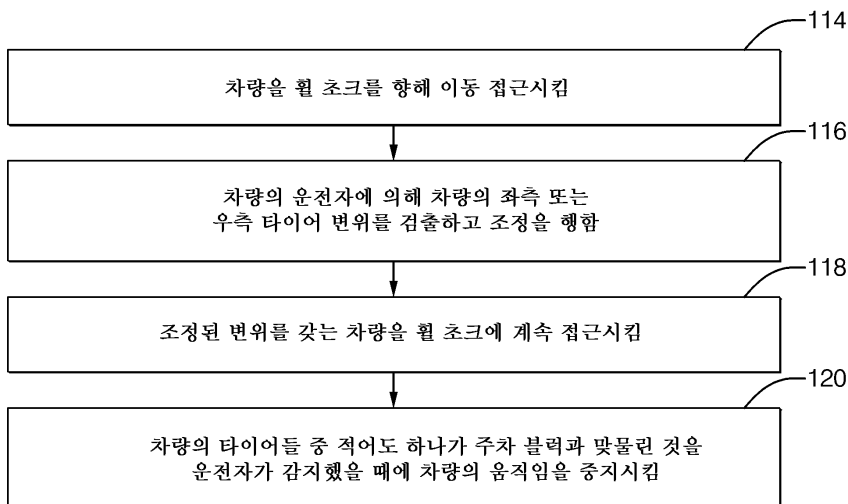 114
차량을 휠 초크를 향해 이동 접근시킴
116
차량의 운전자에 의해 차량의 좌측 또는
우측 타이어 변위를 검출하고 조정을 행함
118
조정된 변위를 갖는 차량을 휠 초크에 계속 접근시킴
120
차량의 타이어들 중 적어도 하나가 주차 블럭과 맞물린 것을
운전자가 감지했을 때에 차량의 움직임을 중지시킴